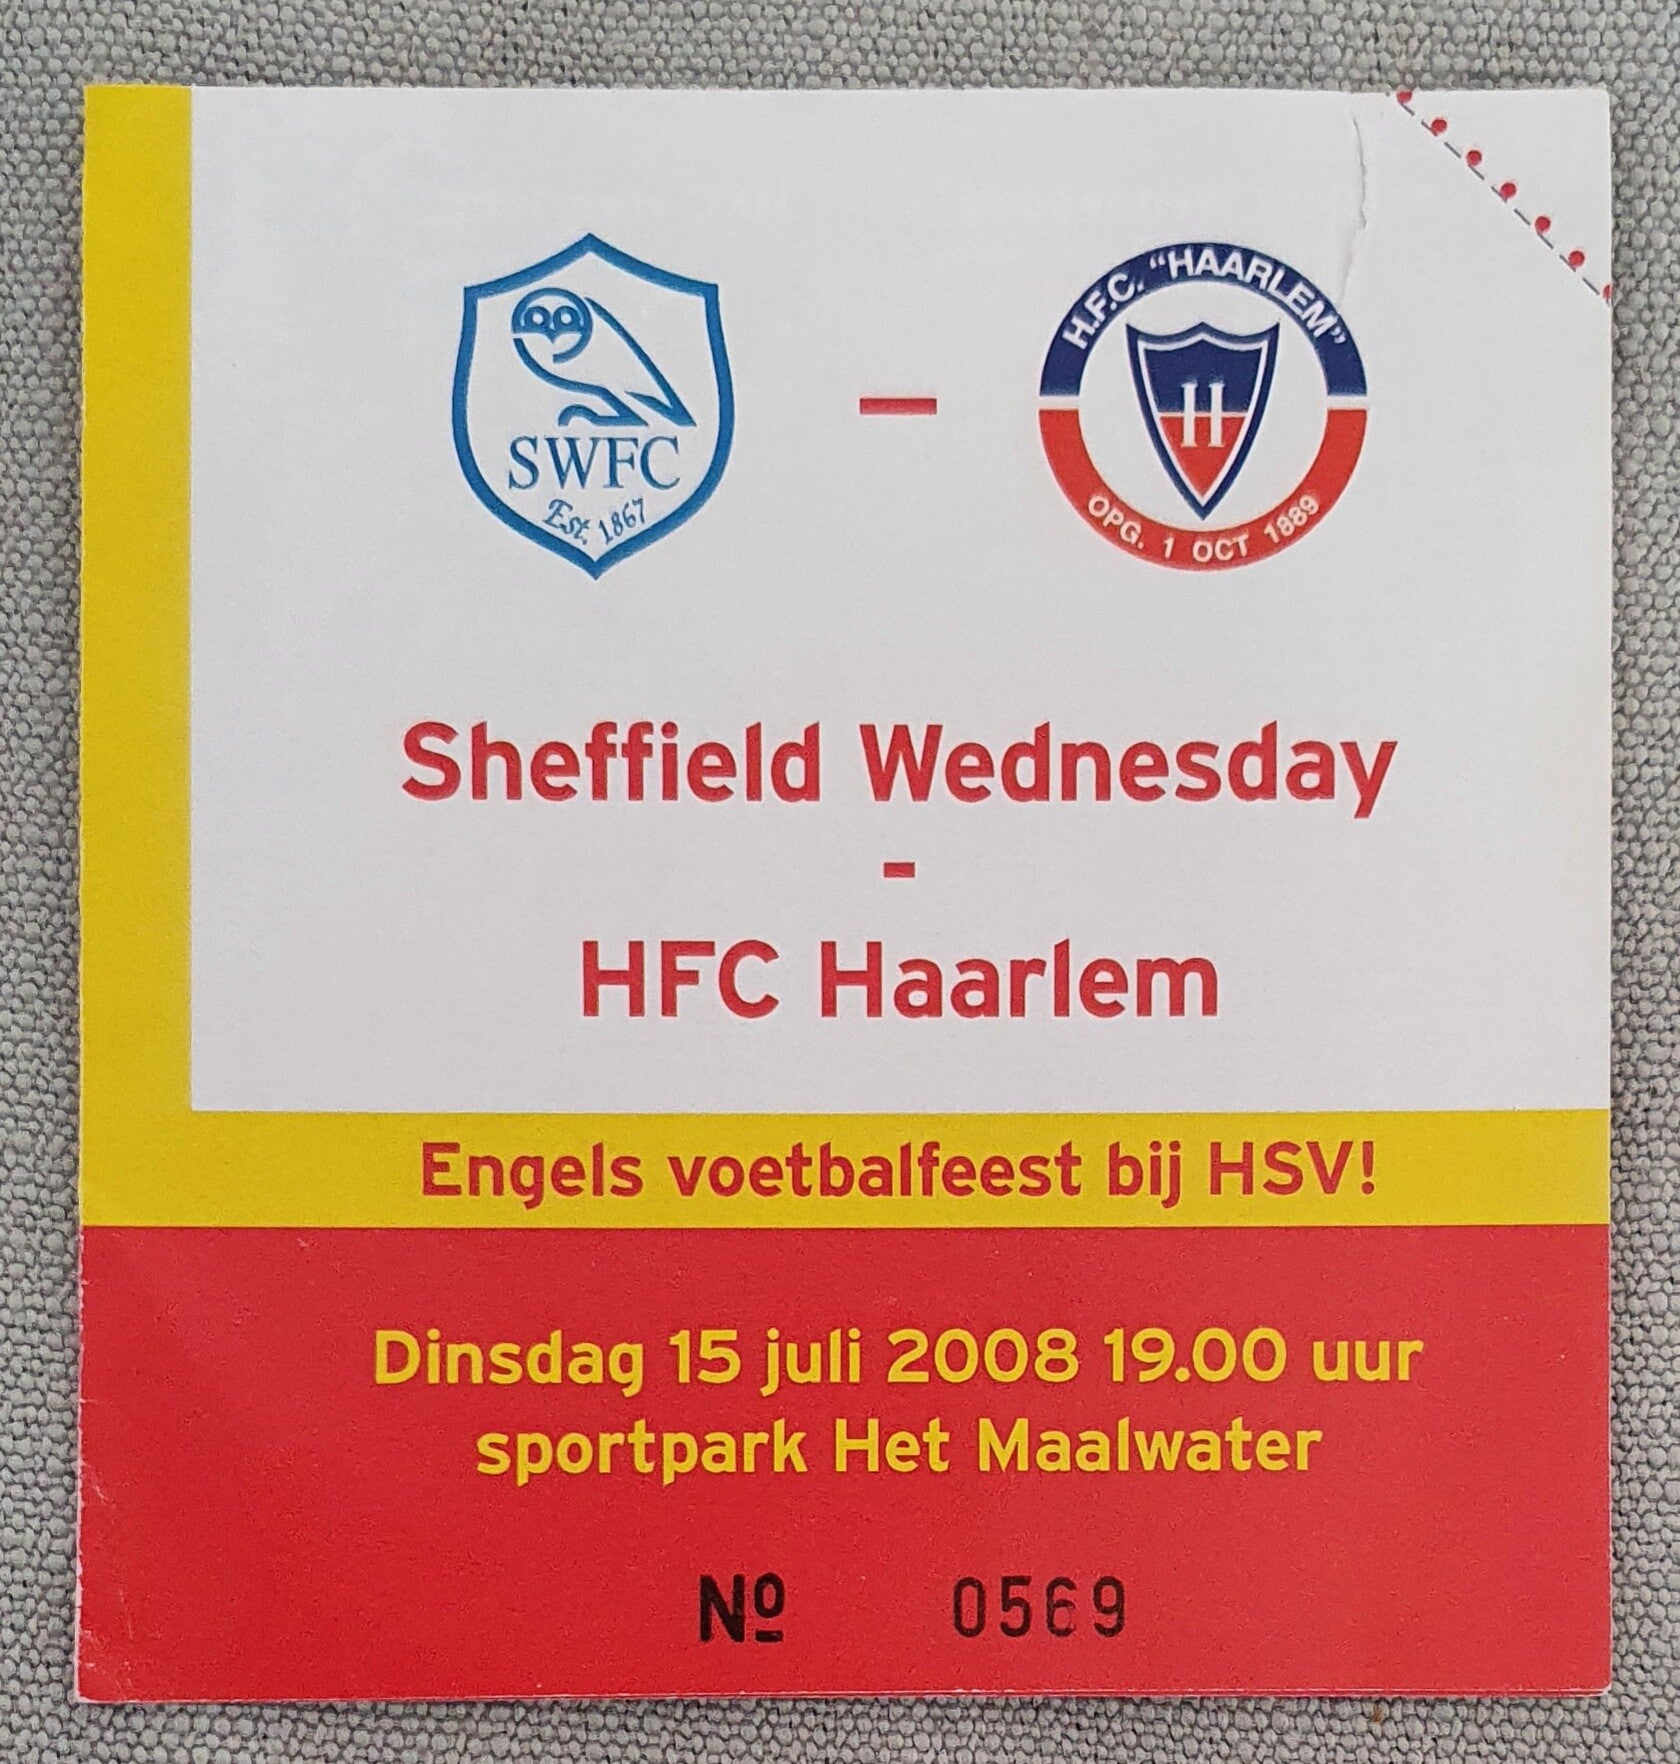 SWFC
Est. 1867
–
H.F.C. “HAARLEM”
H
OPG. 1 OCT 1889
Sheffield Wednesday
-
HFC Haarlem
Engels voetbalfeest bij HSV!
Dinsdag 15 juli 2008 19.00 uur
sportpark Het Maalwater
Nº 0569